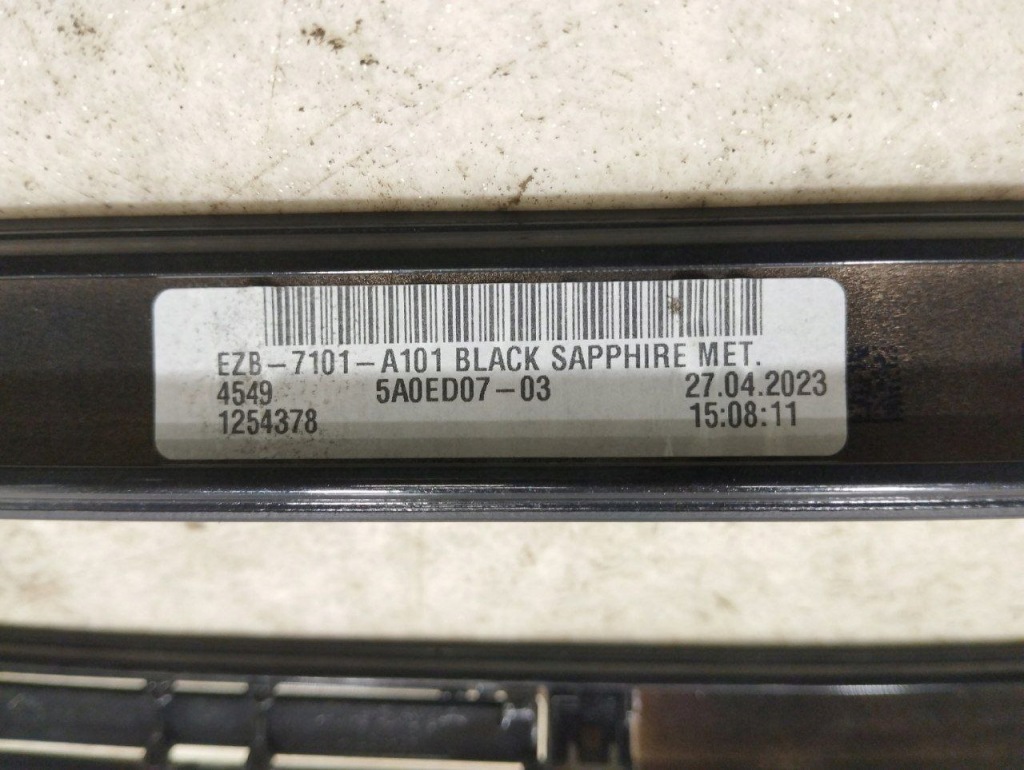 EZB-7101-A101 BLACK SAPPHIRE MET.
4549 5A0ED07-03 27.04.2023
1254378 15:08:11